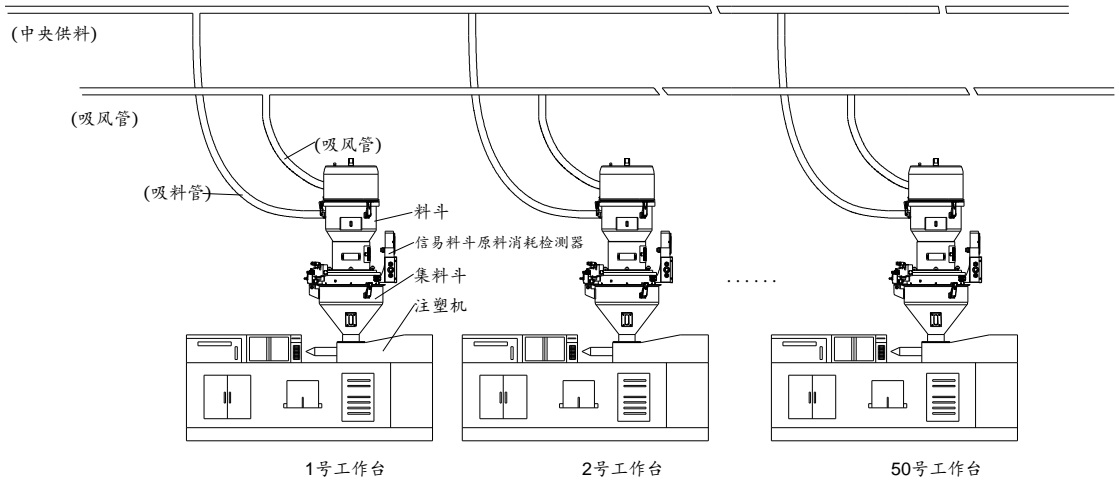 (中央供料)
(吸风管)
(吸风管)
(吸料管)
料斗
信易料斗原料消耗检测器
集料斗
......
注塑机
1号工作台
2号工作台
50号工作台